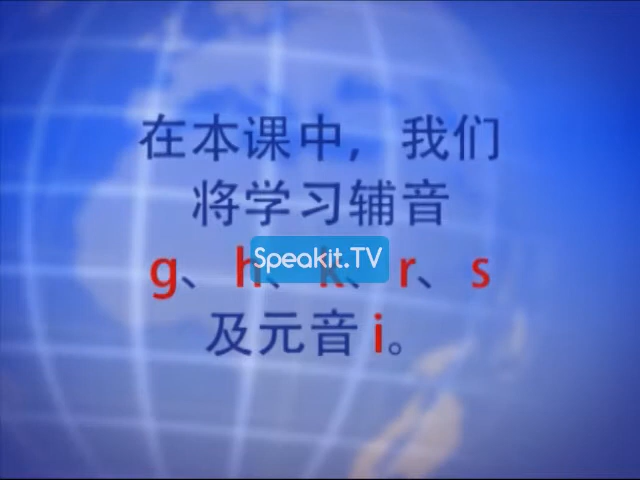 在本课中，我们
将学习辅音
g、h、k、r、s
Speakit.TV
及元音 i。